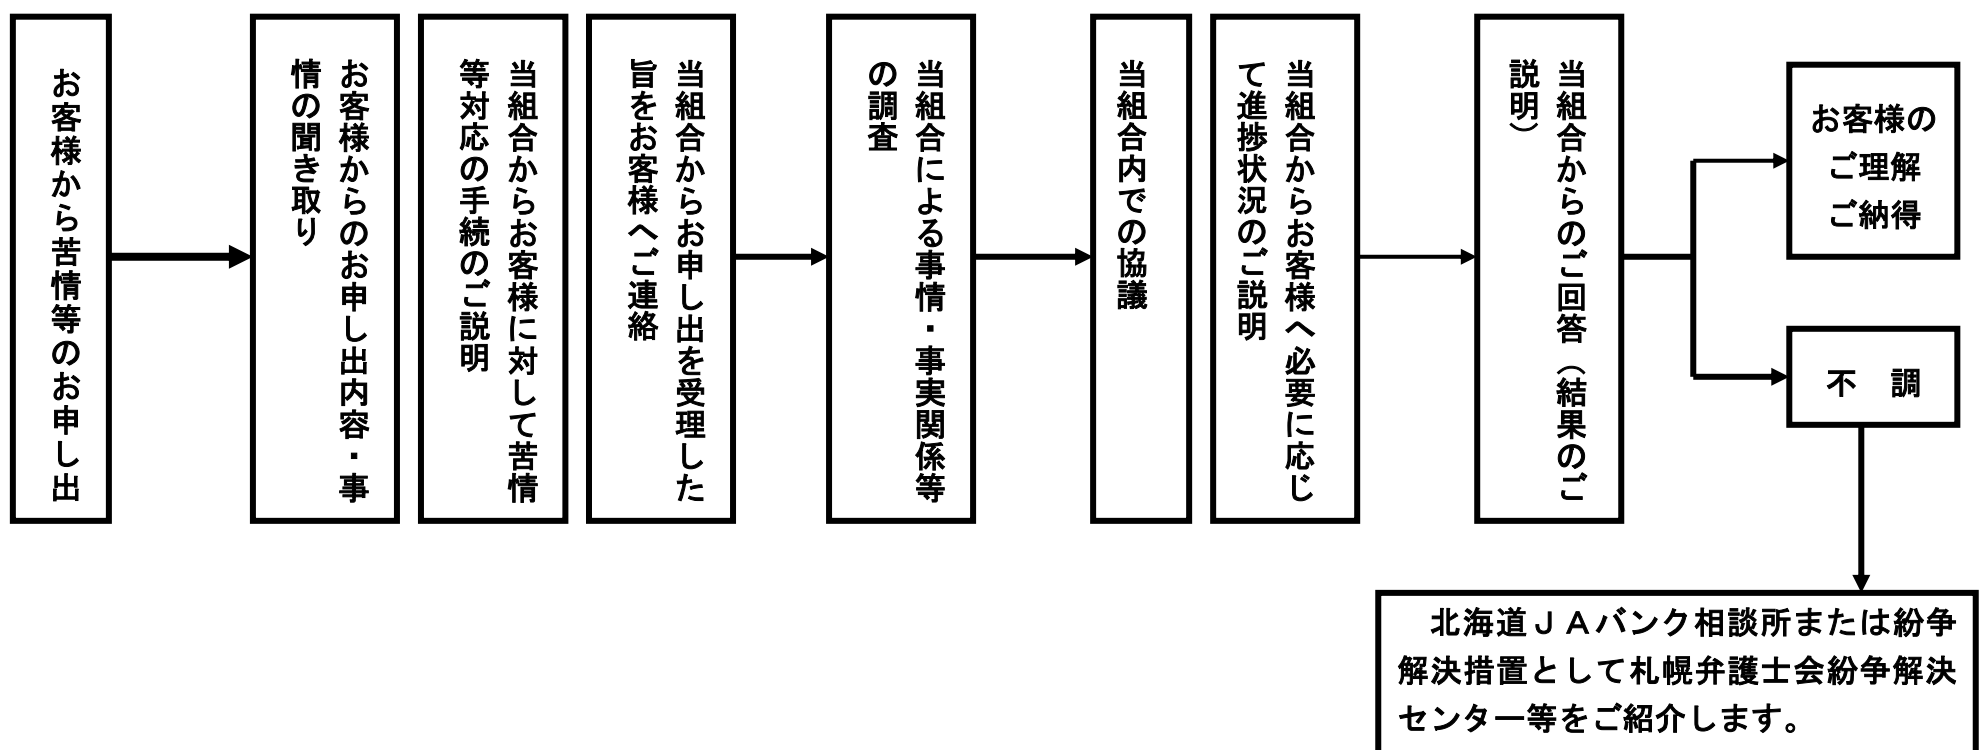 お客様から苦情等のお申し出
お客様からのお申し出内容・事
情の聞き取り
当組合からお客様に対して苦情
等対応の手続のご説明
当組合からお申し出を受理した
旨をお客様へご連絡
当組合による事情・事実関係等
の調査
当組合内での協議
当組合からお客様へ必要に応じ
て進捗状況のご説明
当組合からのご回答（結果のご
説明）
お客様の
ご理解
ご納得
不　調
北海道ＪＡバンク相談所または紛争
解決措置として札幌弁護士会紛争解決
センター等をご紹介します。